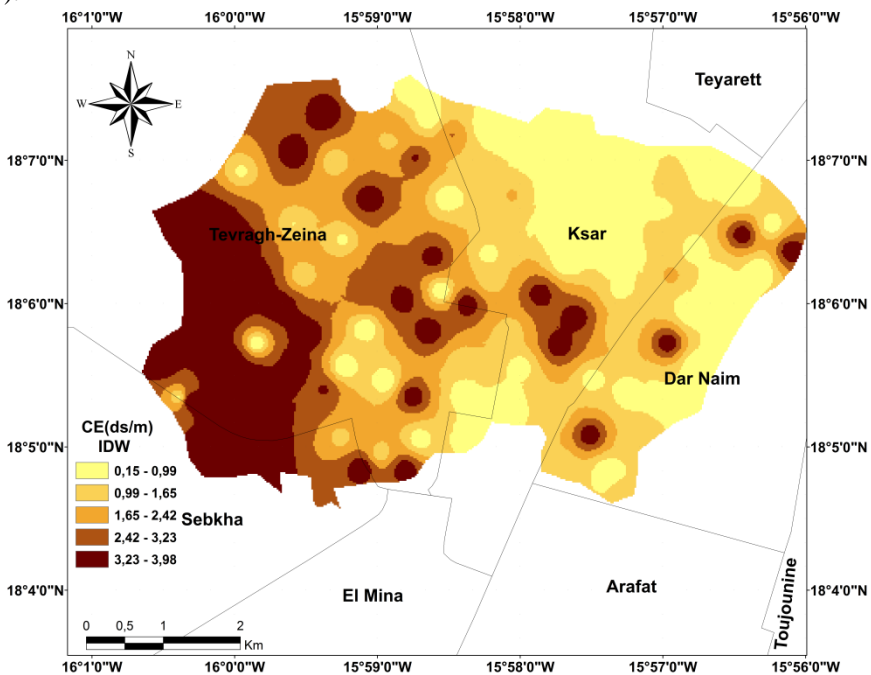 ).
16°1'0"W 16°0'0"W 15°59'0"W 15°58'0"W 15°57'0"W 15°56'0"W
N
W E
S
Teyarett
18°7'0"N 18°7'0"N
Tevragh-Zeina Ksar
18°6'0"N 18°6'0"N
Dar Naim
CE(ds/m)
IDW
18°5'0"N 18°5'0"N
0,15 - 0,99
0,99 - 1,65
1,65 - 2,42
2,42 - 3,23
3,23 - 3,98
Sebkha
18°4'0"N 18°4'0"N
El Mina Arafat Toujounine
0 0,5 1 2
Km
16°1'0"W 16°0'0"W 15°59'0"W 15°58'0"W 15°57'0"W 15°56'0"W